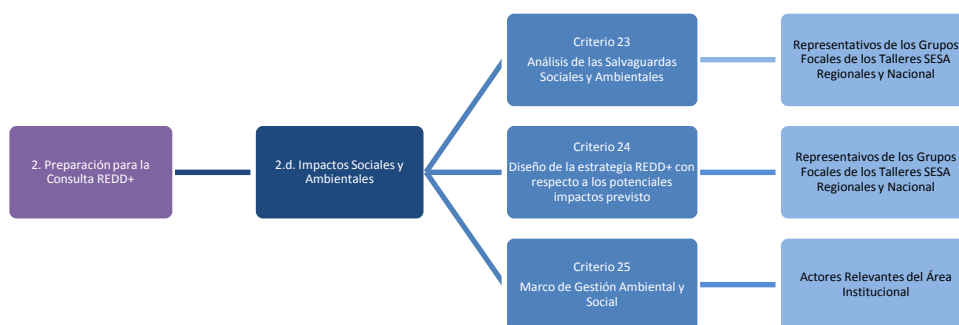 2. Preparación para la
Consulta REDD+
2.d. Impactos Sociales y
Ambientales
Criterio 23
Análisis de las Salvaguardas
Sociales y Ambientales
Representativos de los Grupos
Focales de los Talleres SESA
Regionales y Nacional
Criterio 24
Diseño de la estrategia REDD+ con
respecto a los potenciales
impactos previsto
Representaivos de los Grupos
Focales de los Talleres SESA
Regionales y Nacional
Criterio 25
Marco de Gestión Ambiental y
Social
Actores Relevantes del Área
Institucional